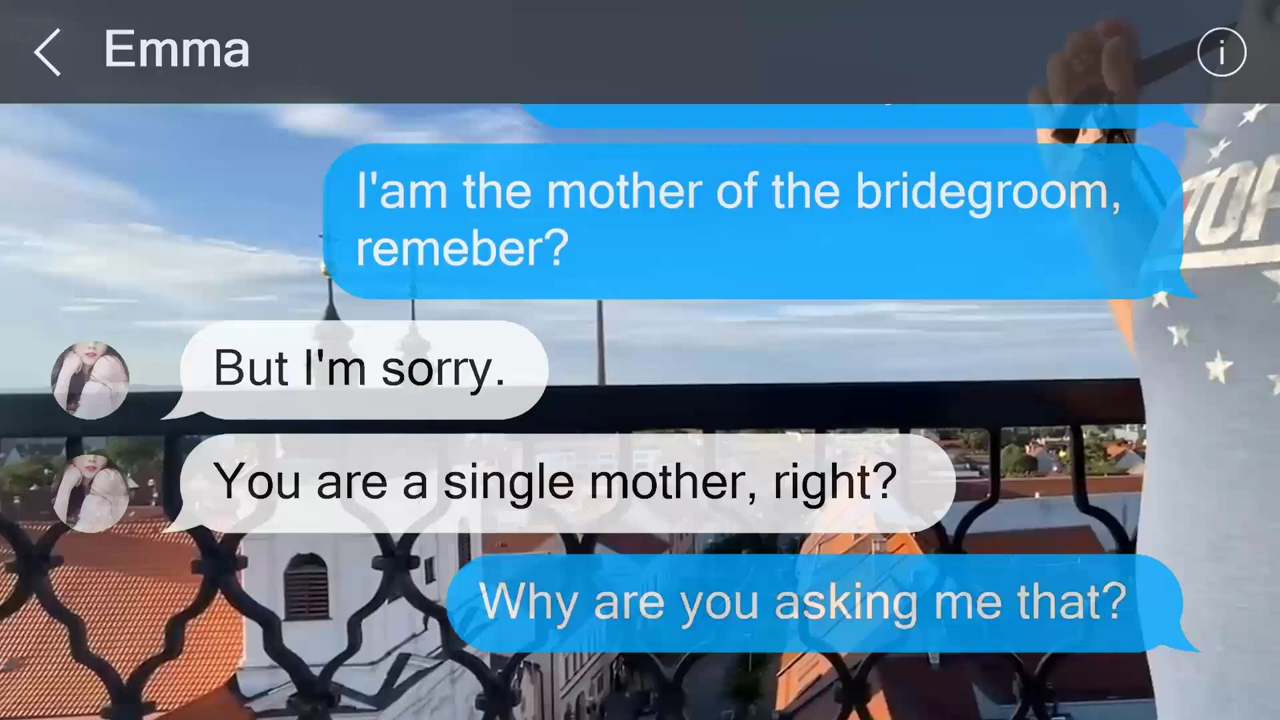 Emma
i
I'am the mother of the bridegroom,
remeber?
But I'm sorry.
You are a single mother, right?
Why are you asking me that?